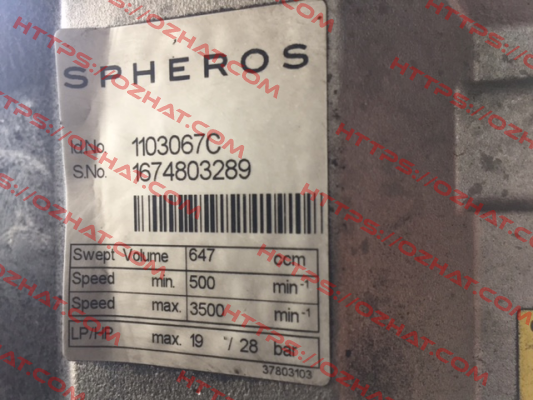 SPHEROS
Id.No. 1103067C
S.No. 1674803289
Swept Volume 647 ccm
Speed min. 500 min-1
Speed max. 3500 min-1
LP/HP max. 19 / 28 bar
37803103
HTTPS://OZHAT.COM